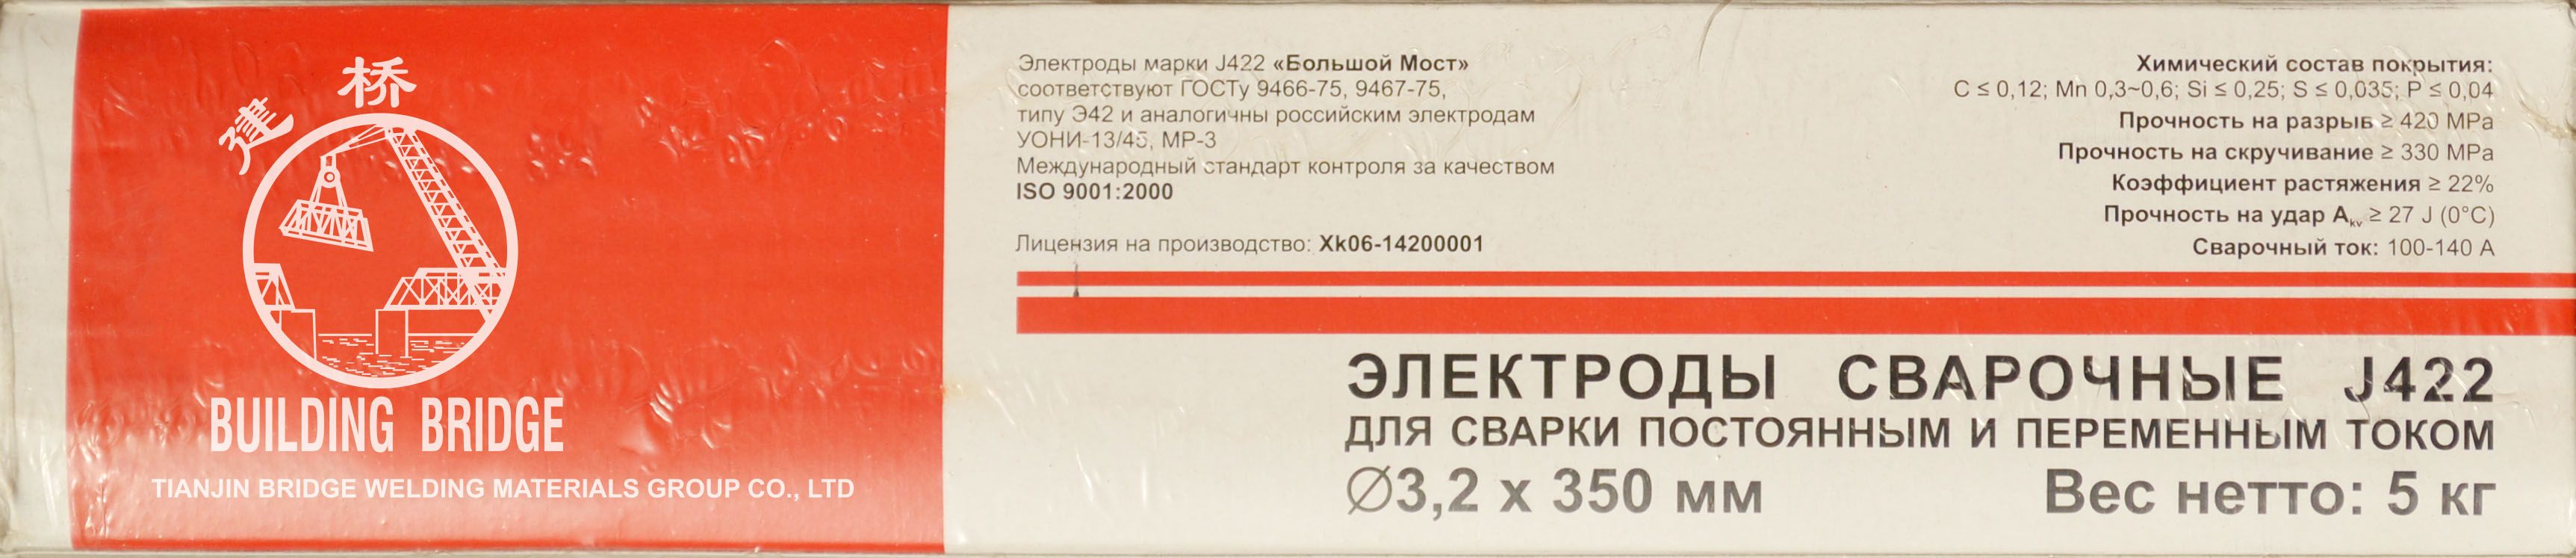 建桥
BUILDING BRIDGE
TIANJIN BRIDGE WELDING MATERIALS GROUP CO., LTD
Электроды марки J422 «Большой Мост»
соответствуют ГОСТу 9466-75, 9467-75,
типу Э42 и аналогичны российским электродам
УОНИ-13/45, МР-3
Международный стандарт контроля за качеством
ISO 9001:2000
Лицензия на производство: Xk06-14200001
Химический состав покрытия:
C ≤ 0,12; Mn 0,3~0,6; Si ≤ 0,25; S ≤ 0,035; P ≤ 0,04
Прочность на разрыв ≥ 420 MPa
Прочность на скручивание ≥ 330 MPa
Коэффициент растяжения ≥ 22%
Прочность на удар Akv ≥ 27 J (0°C)
Сварочный ток: 100-140 A
ЭЛЕКТРОДЫ СВАРОЧНЫЕ J422
ДЛЯ СВАРКИ ПОСТОЯННЫМ И ПЕРЕМЕННЫМ ТОКОМ
∅3,2 x 350 мм Вес нетто: 5 кг